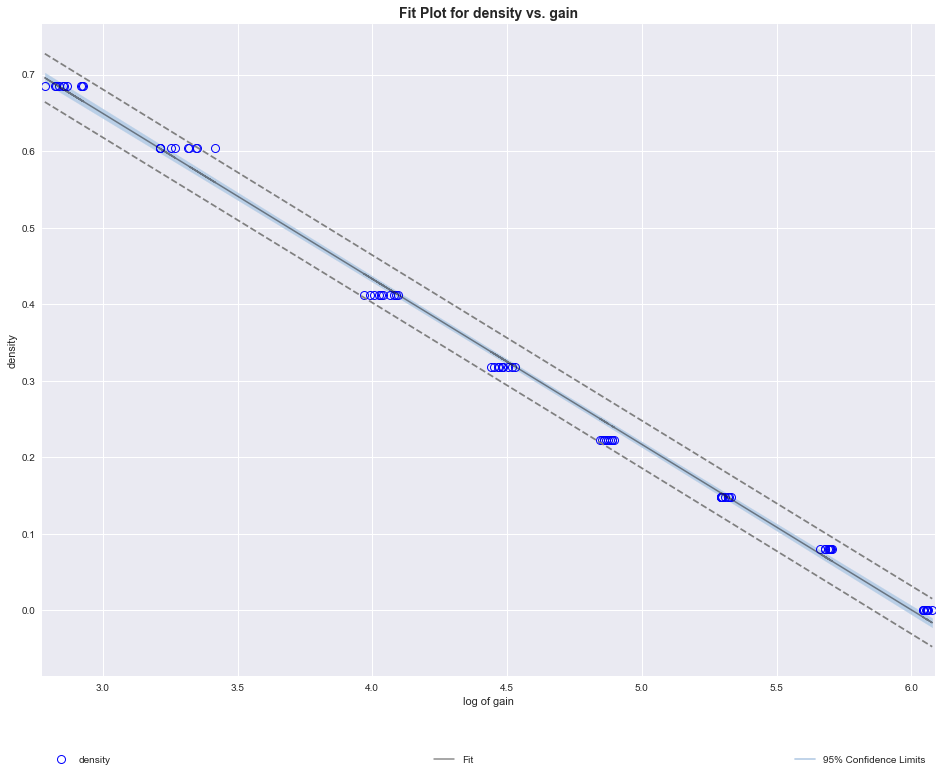 Fit Plot for density vs. gain
0.7
0.6
0.5
0.4
0.3
0.2
0.1
0.0
density
3.0 3.5 4.0 4.5 5.0 5.5 6.0
log of gain
density Fit 95% Confidence Limits